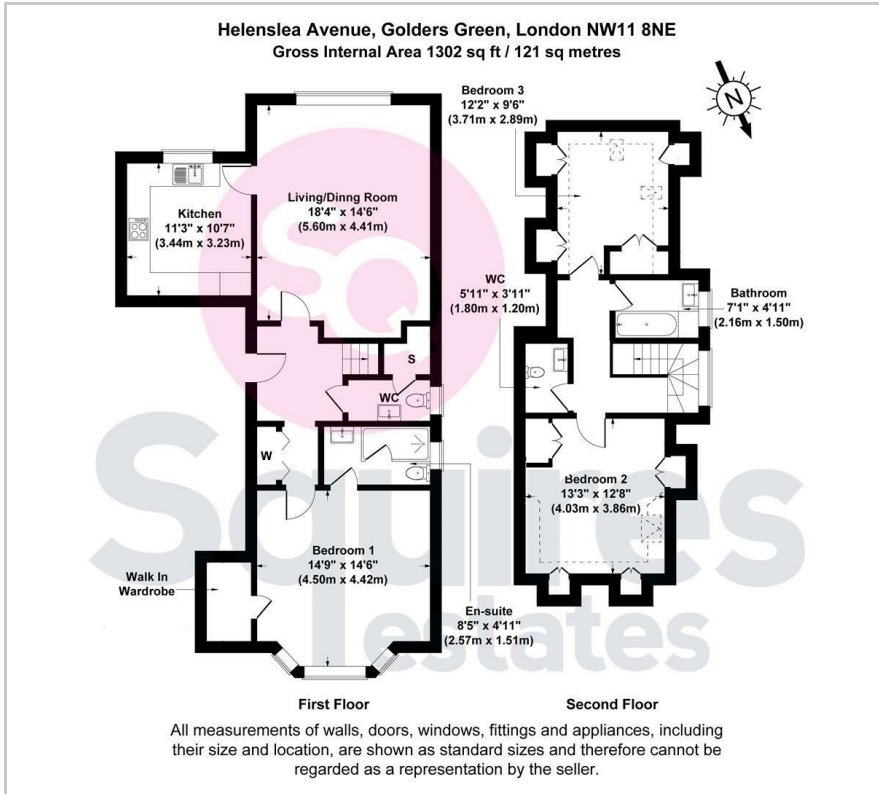 Helenslea Avenue, Golders Green, London NW11 8NE
Gross Internal Area 1302 sq ft / 121 sq metres
Bedroom 3
12'2" x 9'6"
(3.71m x 2.89m)
N
Living/Dinng Room
18'4" x 14'6"
(5.60m x 4.41m)
Kitchen
11'3" x 10'7"
(3.44m x 3.23m)
SQ
WC
5'11" x 3'11"
(1.80m x 1.20m)
Bathroom
7'1" x 4'11"
(2.16m x 1.50m)
S
WC
W
Bedroom 2
13'3" x 12'8"
(4.03m x 3.86m)
Squires
estates
Bedroom 1
14'9" x 14'6"
(4.50m x 4.42m)
Walk In
Wardrobe
En-suite
8'5" x 4'11"
(2.57m x 1.51m)
First Floor
Second Floor
All measurements of walls, doors, windows, fittings and appliances, including
their size and location, are shown as standard sizes and therefore cannot be
regarded as a representation by the seller.